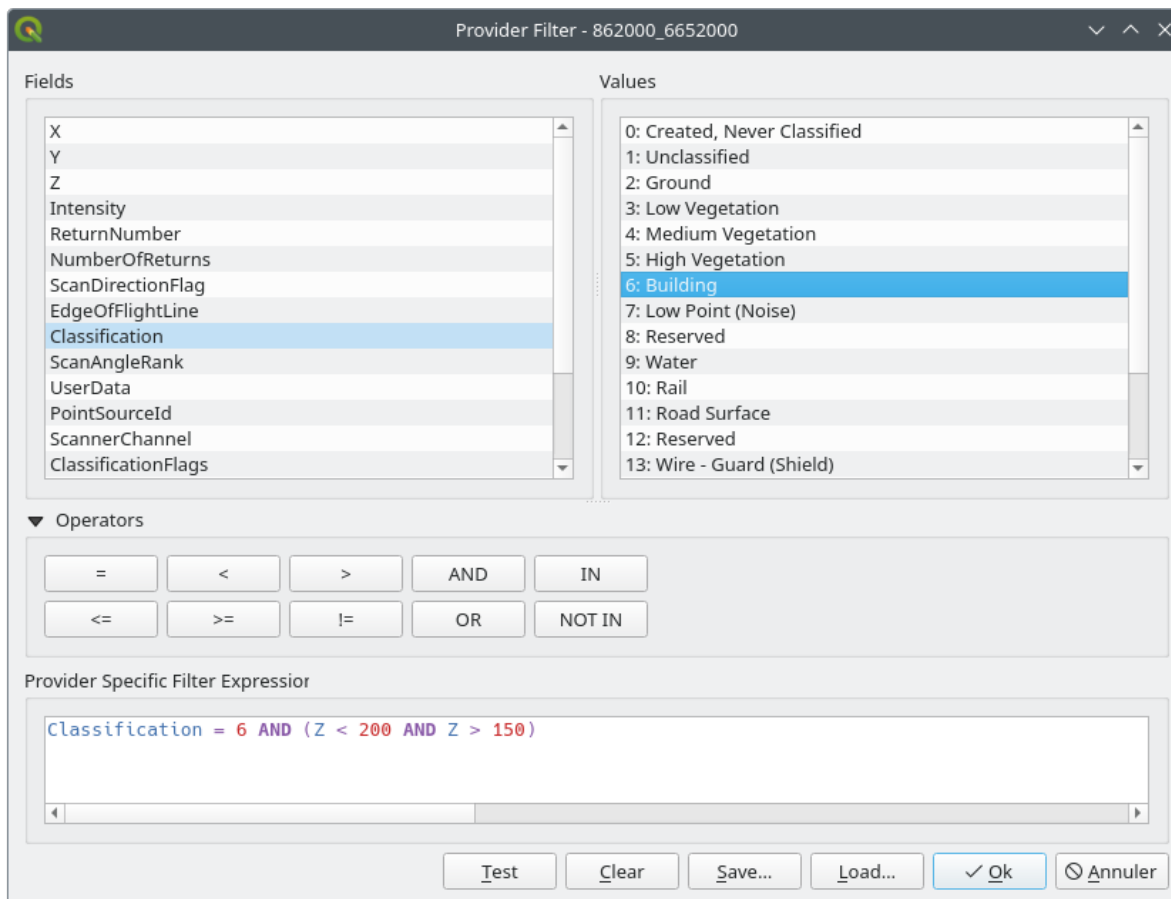 Provider Filter - 862000_6652000
Fields
Values
X
Y
Z
Intensity
ReturnNumber
NumberOfReturns
ScanDirectionFlag
EdgeOfFlightLine
Classification
ScanAngleRank
UserData
PointSourceId
ScannerChannel
ClassificationFlags
0: Created, Never Classified
1: Unclassified
2: Ground
3: Low Vegetation
4: Medium Vegetation
5: High Vegetation
6: Building
7: Low Point (Noise)
8: Reserved
9: Water
10: Rail
11: Road Surface
12: Reserved
13: Wire - Guard (Shield)
Operators
= < > AND IN
<= >= != OR NOT IN
Provider Specific Filter Expression
Classification = 6 AND (Z < 200 AND Z > 150)
Test Clear Save... Load... Ok Annuler